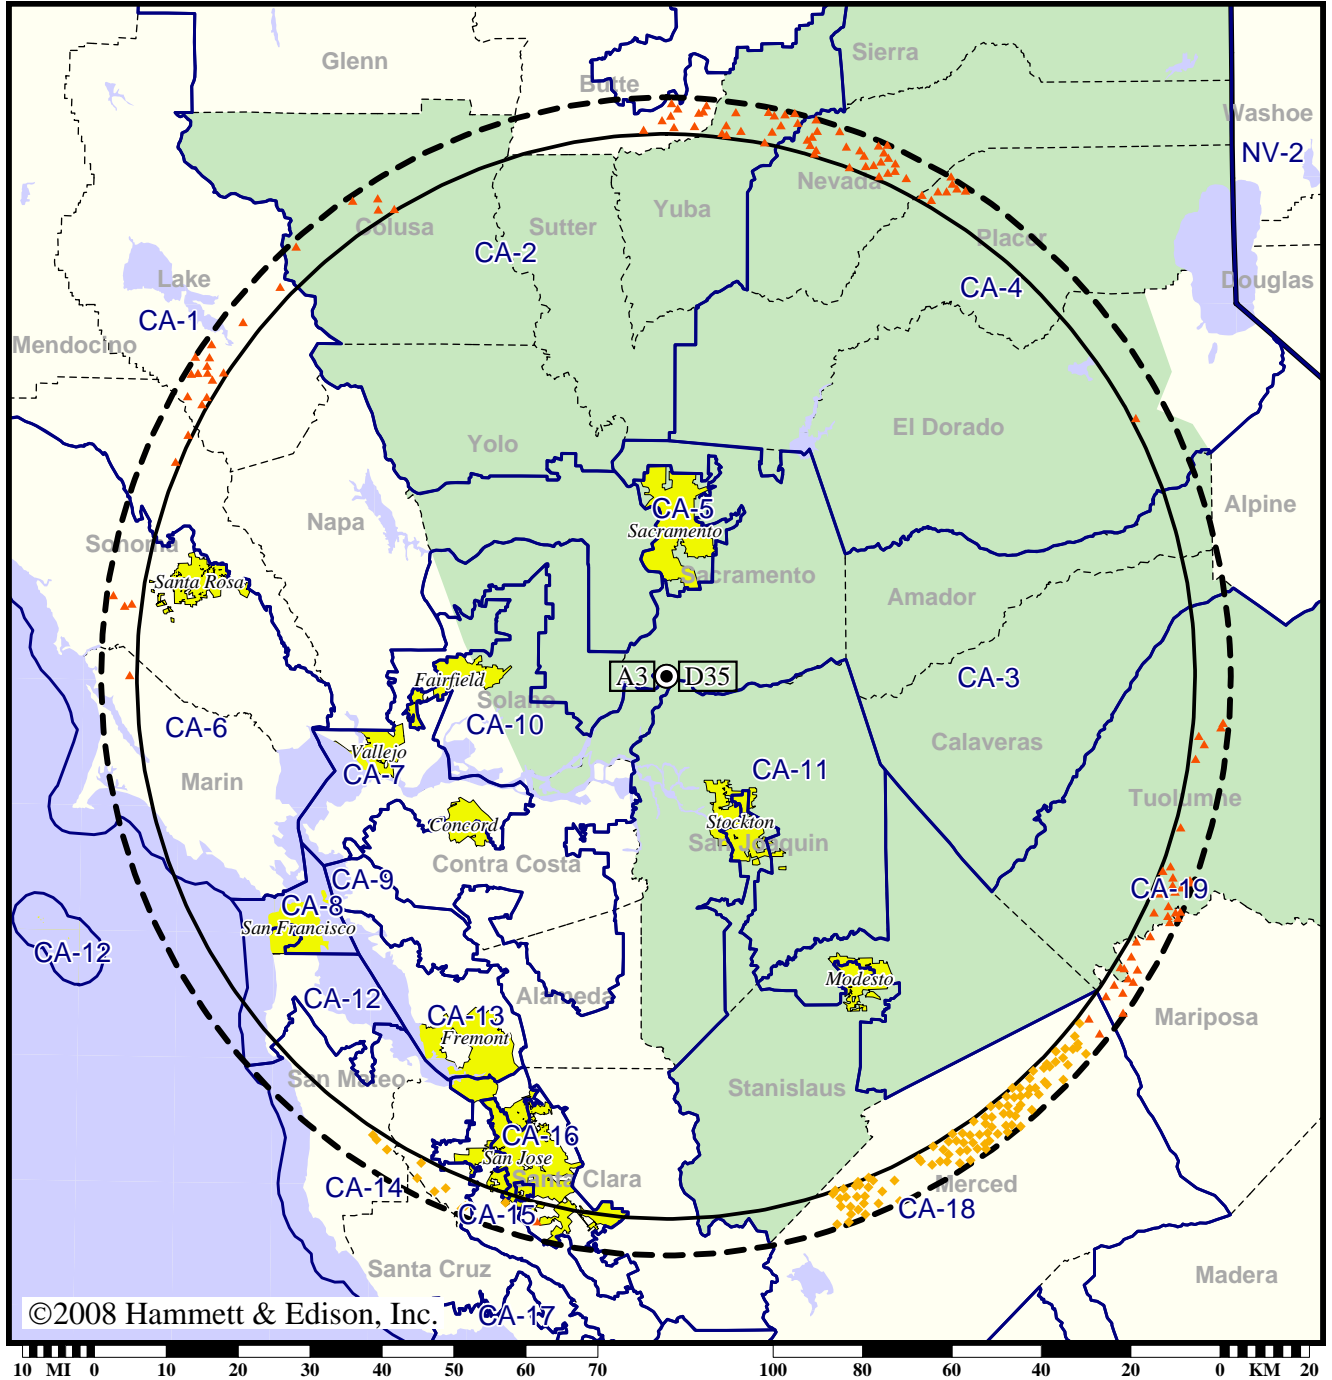 Glenn
Sierra
Butte
Washoe
NV-2
Nevada
Yuba
Colusa
Sutter
CA-2
Placer
Lake
Douglas
CA-4
CA-1
Mendocino
El Dorado
Yolo
Alpine
CA-5
Napa
Sacramento
Sonoma
Sacramento
Santa Rosa
Amador
A3
D35
Fairfield
CA-3
Solano
CA-10
CA-6
Calaveras
Vallejo
CA-7
CA-11
Marin
Tuolumne
Concord
Stockton
San Joaquin
Contra Costa
CA-9
CA-19
CA-8
San Francisco
CA-12
Modesto
CA-12
Alameda
CA-13
Mariposa
Fremont
San Mateo
Stanislaus
CA-16
San Jose
Santa Clara
CA-14
Merced
CA-15
CA-18
Santa Cruz
Madera
©2008 Hammett & Edison, Inc.
CA-17
10 MI 0 10 20 30 40 50 60 70 100 80 60 40 20 0 KM 20